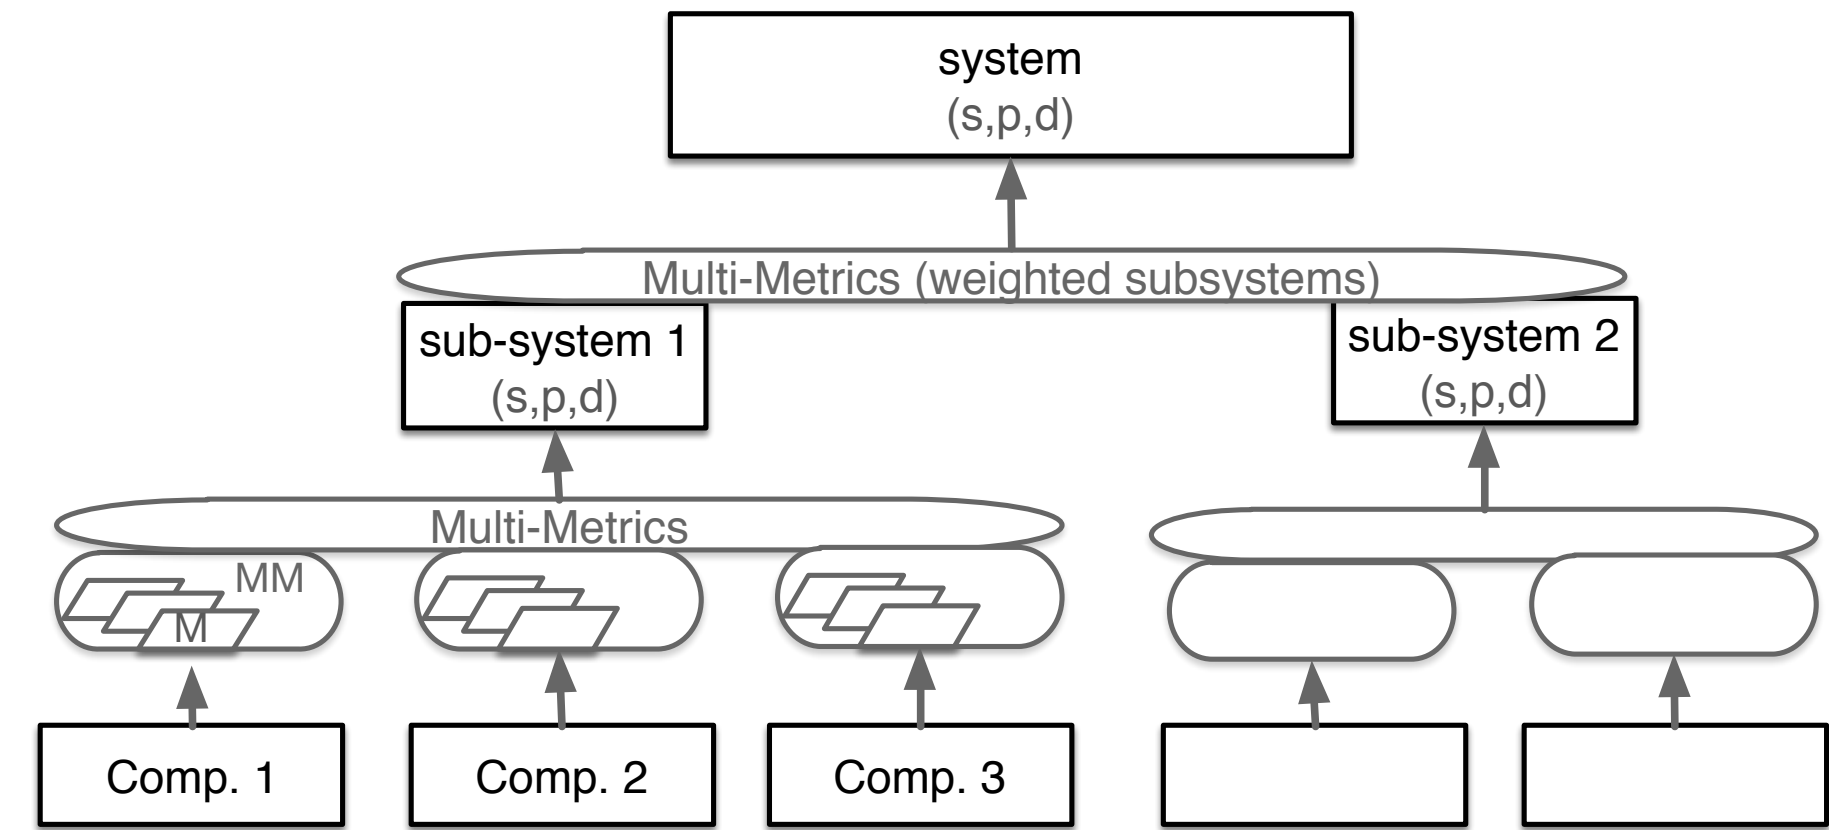 system
(s,p,d)
Multi-Metrics (weighted subsystems)
sub-system 1
(s,p,d)
sub-system 2
(s,p,d)
Multi-Metrics
MM
M
Comp. 1
Comp. 2
Comp. 3